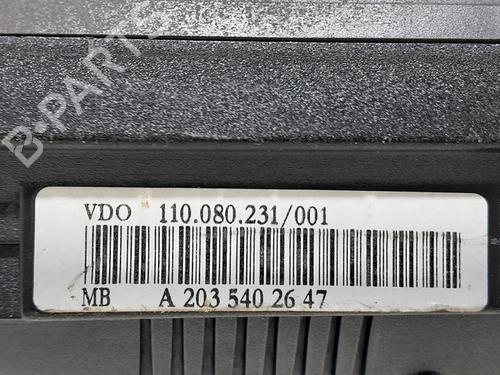 B-PARTS
VDO 110.080.231/001
MB A 203 540 26 47